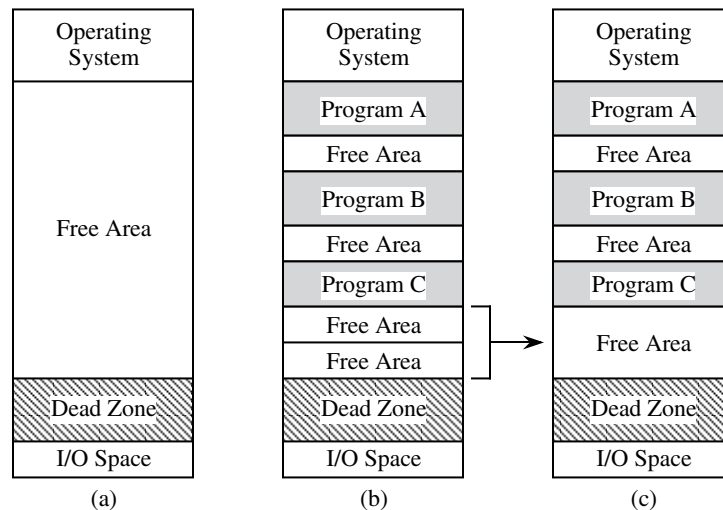 Operating
System
Free Area
Dead Zone
I/O Space
(a)
Operating
System
Program A
Free Area
Program B
Free Area
Program C
Free Area
Free Area
Dead Zone
I/O Space
(b)
Operating
System
Program A
Free Area
Program B
Free Area
Program C
Free Area
Dead Zone
I/O Space
(c)